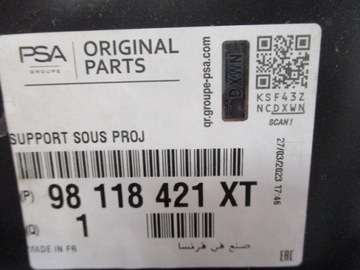 PSA
GROUPE
ORIGINAL
PARTS
qr.groupe-psa.com
DXWN
KSF43Z
NCDXWN
SCAN!
SUPPORT SOUS PROJ
27/03/2023 17:46
(P) 98 118 421 XT
(Q) 1
MADE IN FR
صنع في فرنسا
EAC